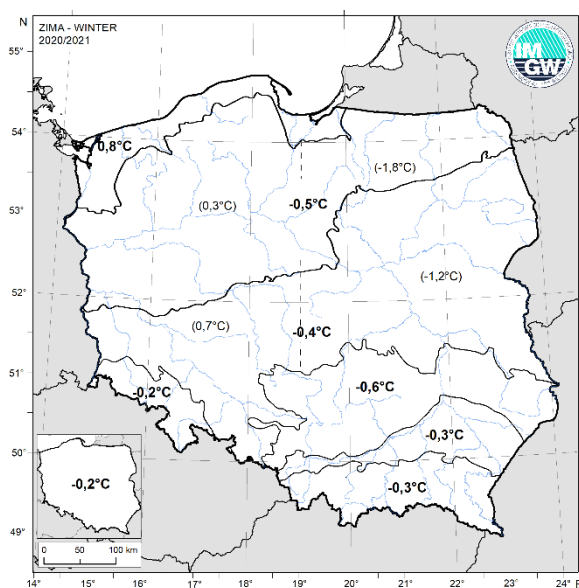 N
ZIMA - WINTER
2020/2021
IM
GW
55°
54°
53°
52°
51°
50°
49°
0,8°C
(-1,8°C)
(0,3°C)
-0,5°C
(-1,2°C)
(0,7°C)
-0,4°C
-0,6°C
-0,2°C
-0,3°C
-0,3°C
-0,2°C
0 50 100 km
14° 15° 16° 17° 18° 19° 20° 21° 22° 23° 24° E